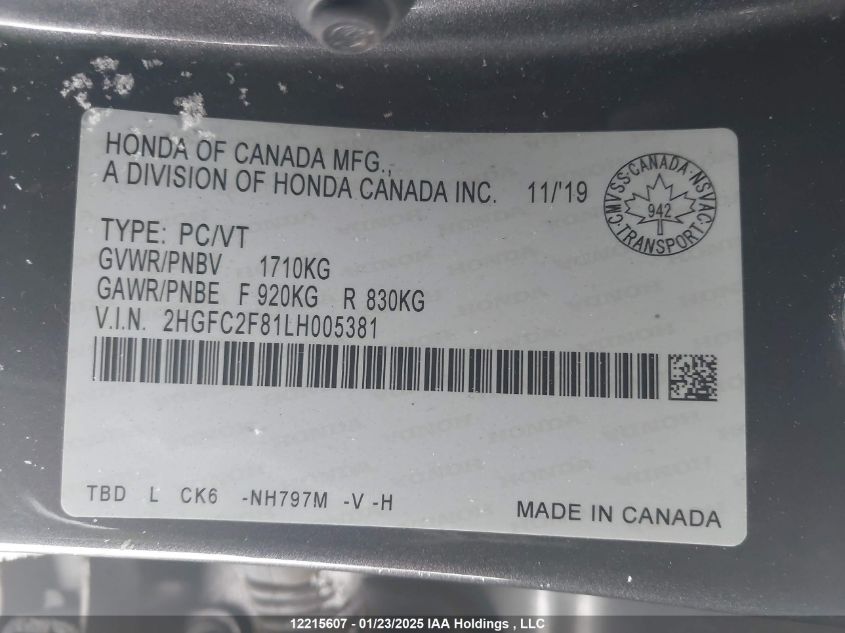 HONDA OF CANADA MFG.,
A DIVISION OF HONDA CANADA INC. 11/'19
CMVSS·CANADA·NSVAC
942
TRANSPORT
TYPE: PC/VT
GVWR/PNBV 1710KG
GAWR/PNBE F 920KG R 830KG
V.I.N. 2HGFC2F81LH005381
TBD L CK6 -NH797M -V -H
MADE IN CANADA
12215607 - 01/23/2025 IAA Holdings, LLC